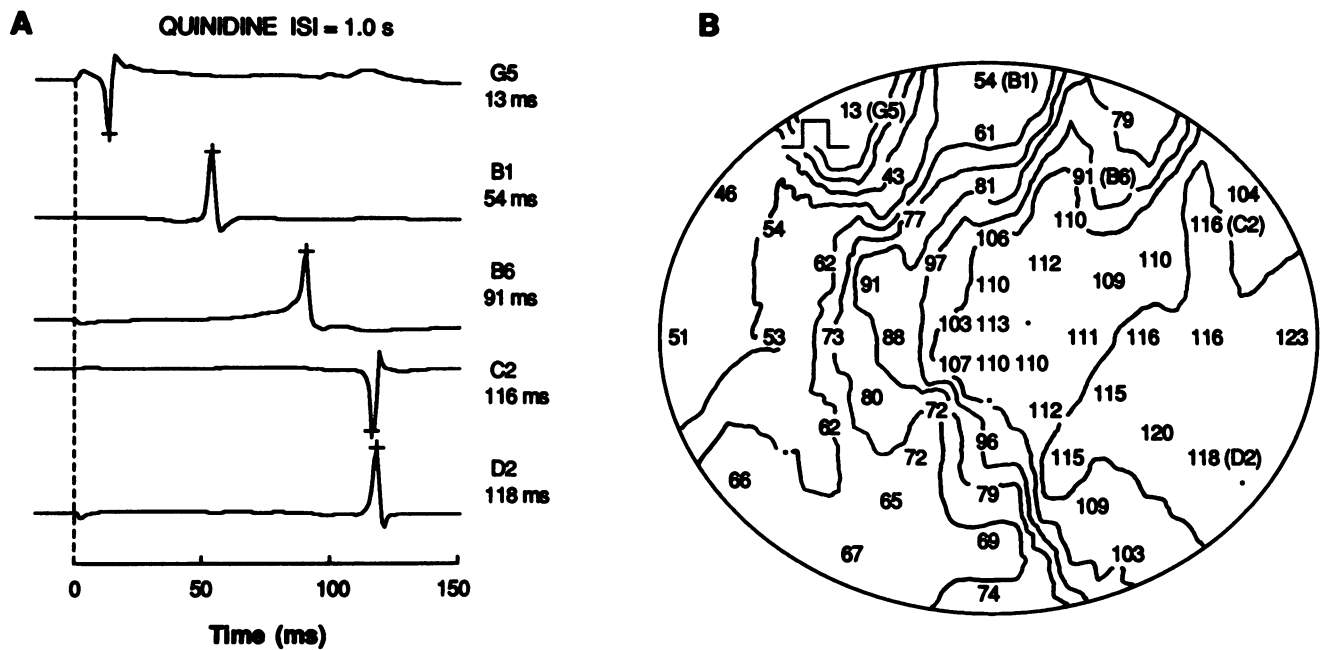 A
QUINIDINE ISI = 1.0 s
G5
13 ms
B1
54 ms
B6
91 ms
C2
116 ms
D2
118 ms
0 50 100 150
Time (ms)
B
54 (B1)
13 (G5)
79
61
43 81 91 (B6)
46 104
54 77 110 116 (C2)
106
62 97 112 110
91 110 109
103 113
51 53 73 88 111 116 116 123
107 110 110
80 115
72 112
62 96 120
72 115 118 (D2)
66 65 79 109
67 69 103
74